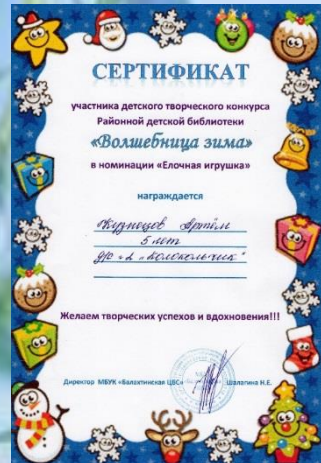 СЕРТИФИКАТ
участника детского творческого конкурса
Районной детской библиотеки
«Волшебница зима»
в номинации «Елочная игрушка»
награждается
Кузнецов Артём
5 лет
"Колокольчик"
Желаем творческих успехов и вдохновения!!!
Директор МБУК «Балахтинская ЦБС» Шалагина Н.Е.